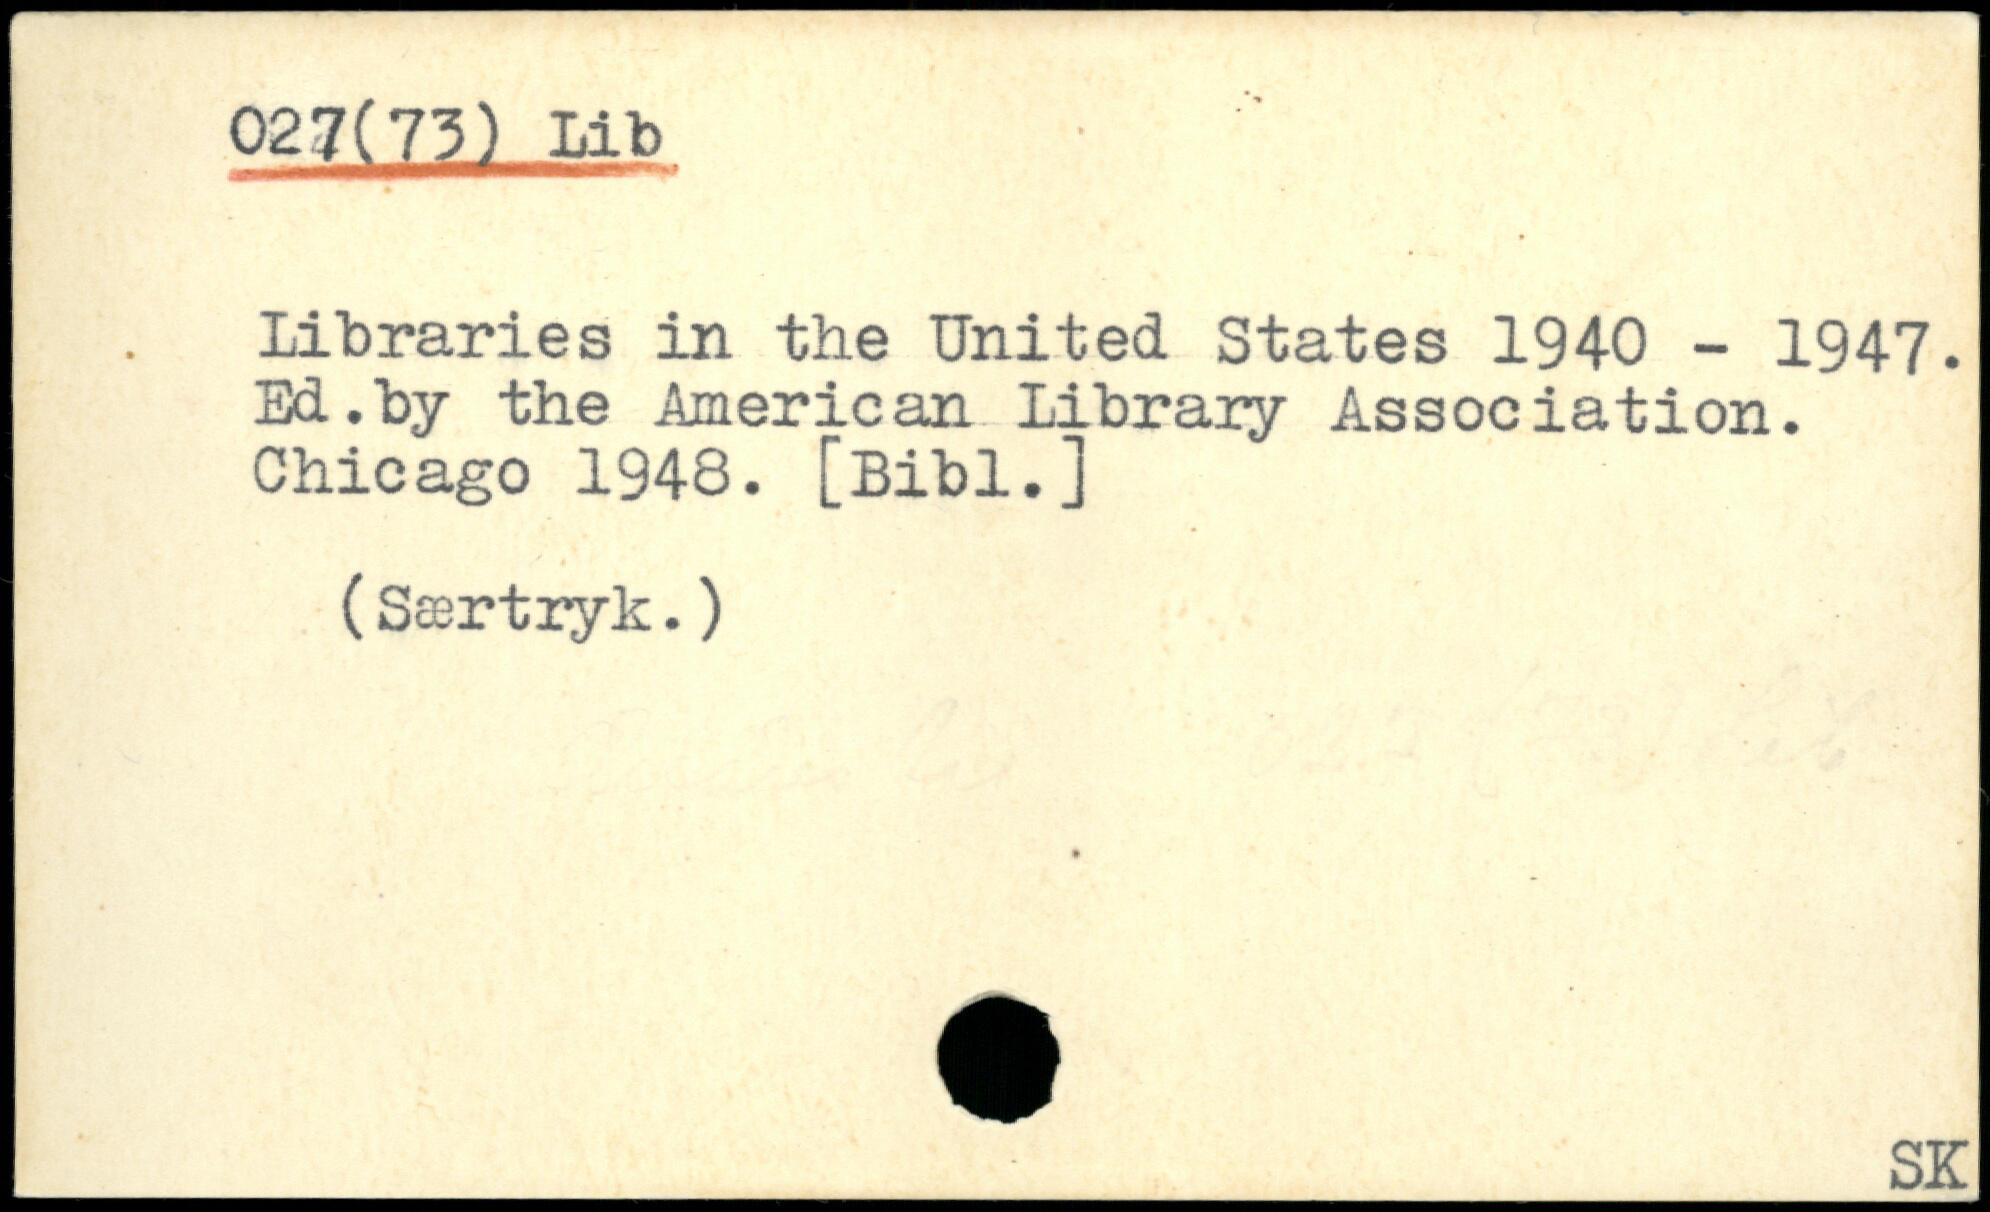 027(73) Lib
Libraries in the United States 1940 - 1947.
Ed.by the American Library Association.
Chicago 1948. [Bibl.]
(Særtryk.)
SK